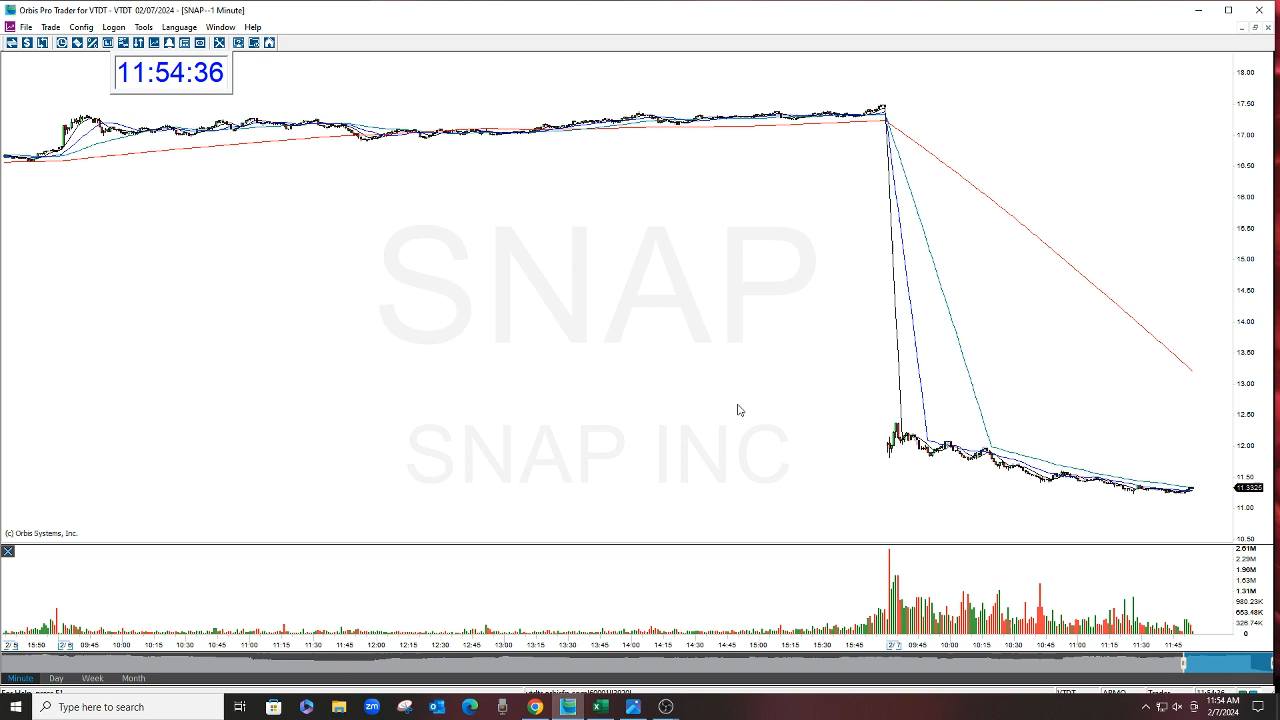 Orbis Pro Trader for VTDT - VTDT 02/07/2024 - [SNAP--1 Minute]
File Trade Config Logon Tools Language Window Help
11:54:36
18.00
17.50
17.00
16.50
16.00
15.50
15.00
14.50
14.00
13.50
13.00
12.50
12.00
11.50
11.3325
11.00
10.50
SNAP
SNAP INC
(c) Orbis Systems, Inc.
2.61M
2.29M
1.96M
1.63M
1.31M
980.23K
653.48K
326.74K
0
2/ 5 15:50 2/ 6 09:45 10:00 10:15 10:30 10:45 11:00 11:15 11:30 11:45 12:00 12:15 12:30 12:45 13:00 13:15 13:30 13:45 14:00 14:15 14:30 14:45 15:00 15:15 15:30 15:45 2/ 7 09:45 10:00 10:15 10:30 10:45 11:00 11:15 11:30 11:45
Minute Day Week Month
Type here to search
11:54 AM
2/7/2024